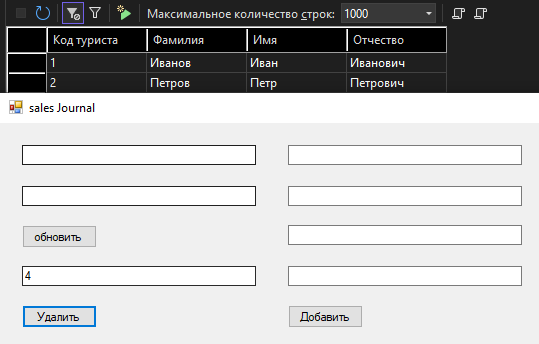 Максимальное количество строк: 1000
Код туриста Фамилия Имя Отчество
1 Иванов Иван Иванович
2 Петров Петр Петрович
sales Journal
обновить
4
Удалить Добавить